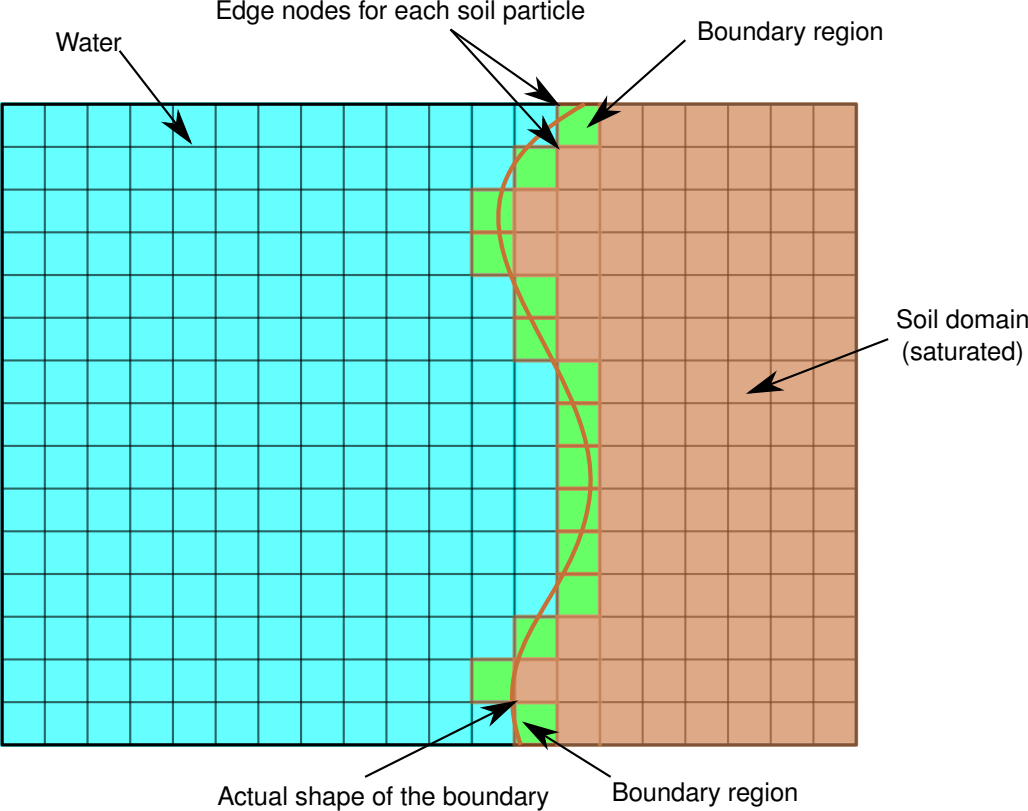 Edge nodes for each soil particle
Water
Boundary region
Soil domain
(saturated)
Actual shape of the boundary
Boundary region